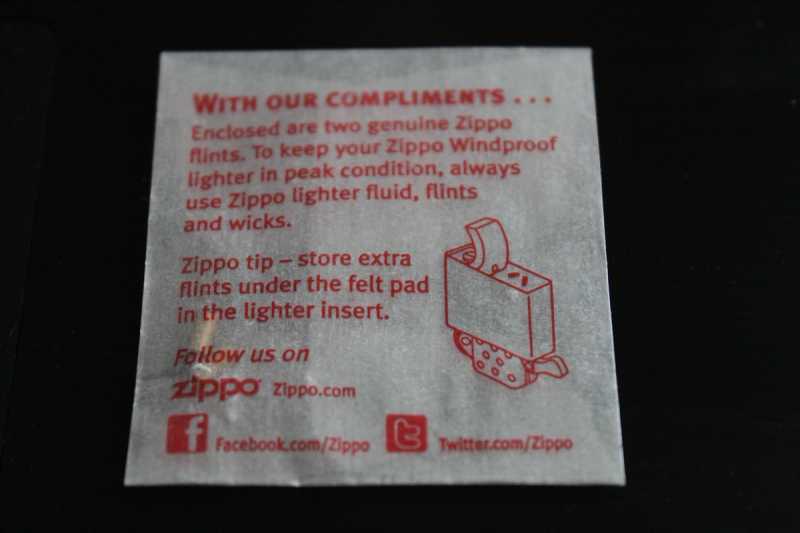 WITH OUR COMPLIMENTS . . .
Enclosed are two genuine Zippo
flints. To keep your Zippo Windproof
lighter in peak condition, always
use Zippo lighter fluid, flints
and wicks.
Zippo tip – store extra
flints under the felt pad
in the lighter insert.
Follow us on
zippo Zippo.com
f Facebook.com/Zippo t Twitter.com/Zippo